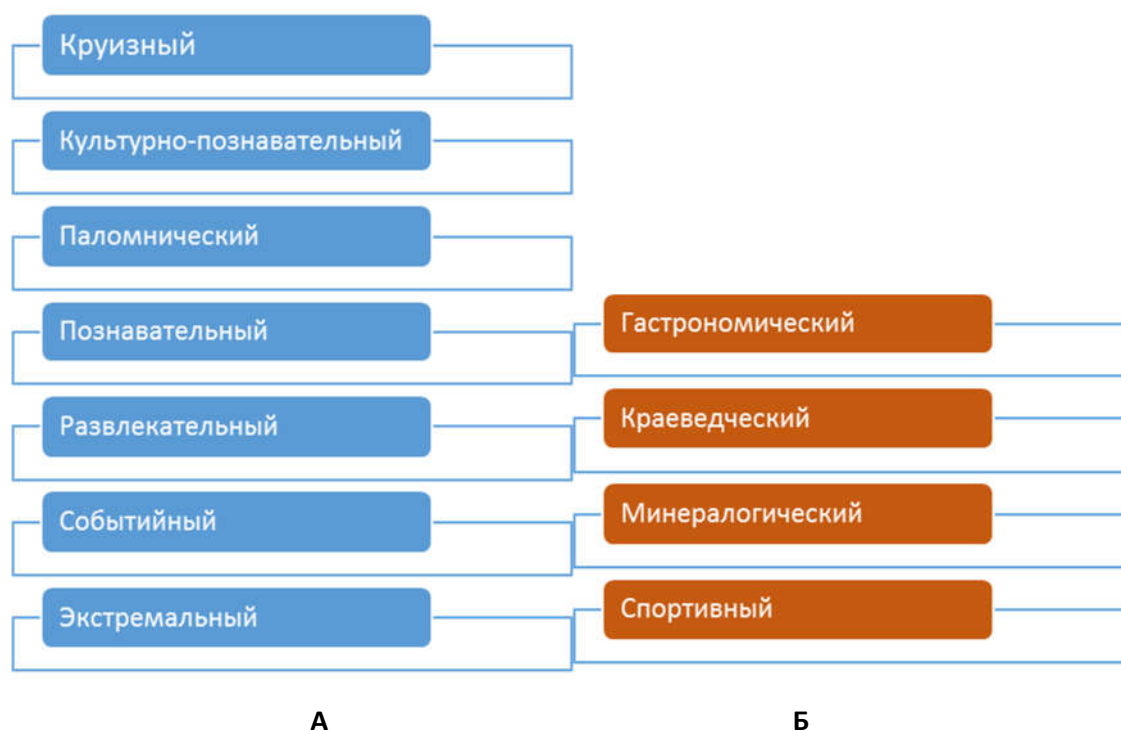 Круизный
Культурно-познавательный
Паломнический
Познавательный
Развлекательный
Событийный
Экстремальный
А
Гастрономический
Краеведческий
Минералогический
Спортивный
Б